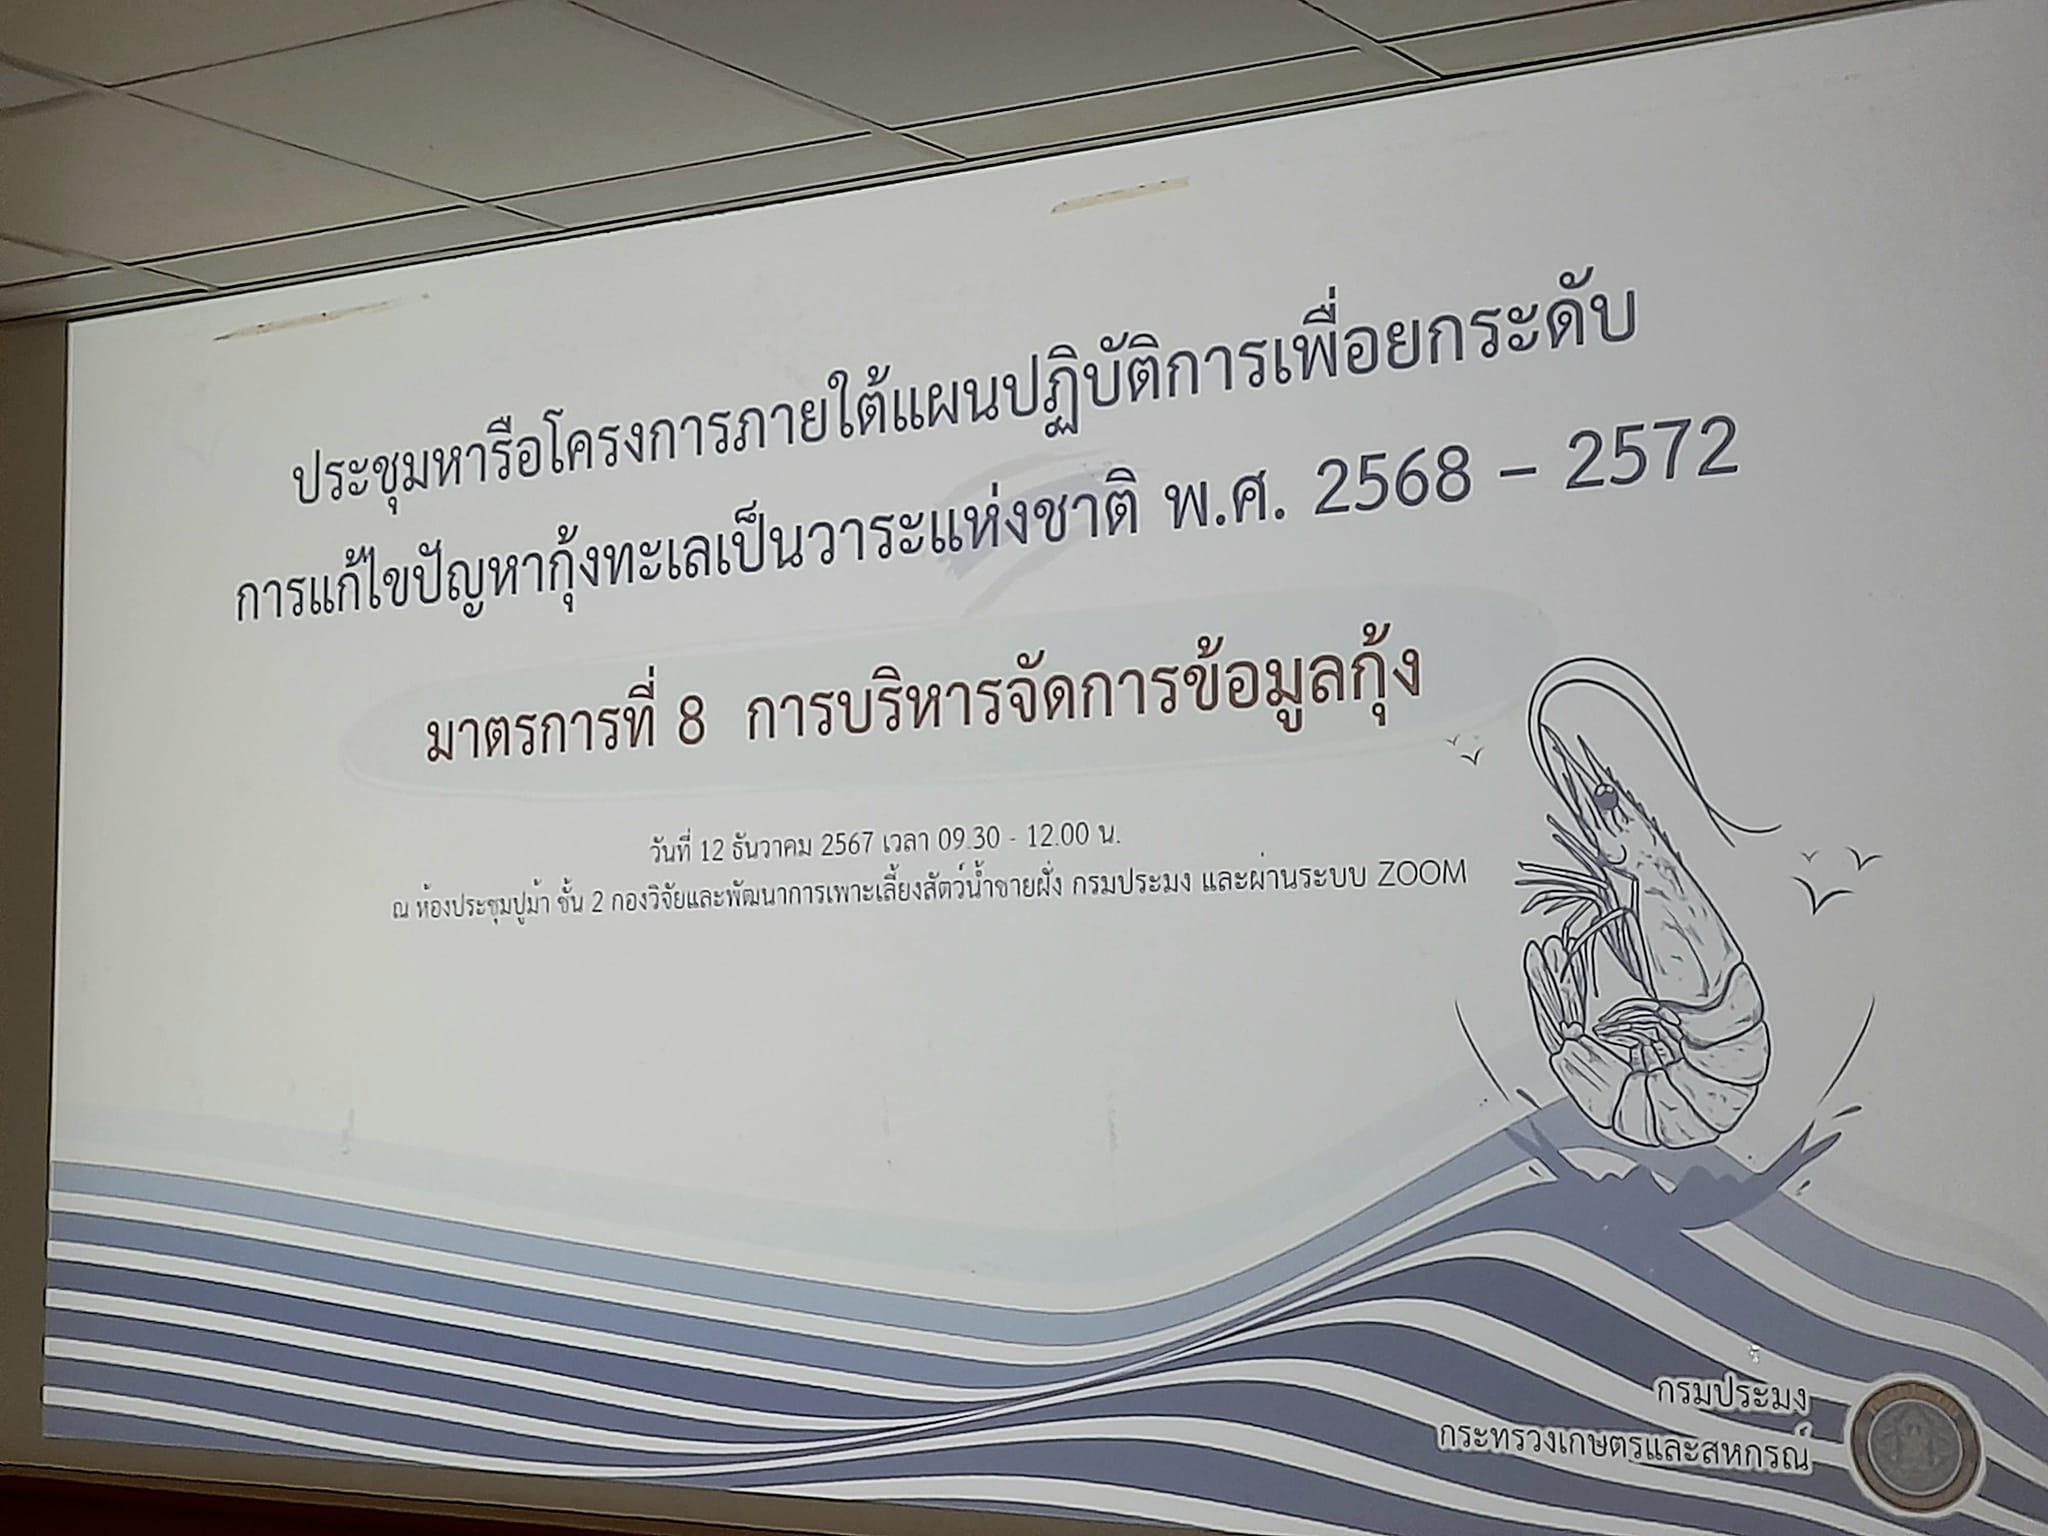 ประชุมหารือโครงการภายใต้แผนปฏิบัติการเพื่อยกระดับ
การแก้ไขปัญหากุ้งทะเลเป็นวาระแห่งชาติ พ.ศ. 2568 – 2572
มาตรการที่ 8 การบริหารจัดการข้อมูลกุ้ง
วันที่ 12 ธันวาคม 2567 เวลา 09.30 - 12.00 น.
ณ ห้องประชุมปูม้า ชั้น 2 กองวิจัยและพัฒนาการเพาะเลี้ยงสัตว์น้ำชายฝั่ง กรมประมง และผ่านระบบ ZOOM
กรมประมง
กระทรวงเกษตรและสหกรณ์